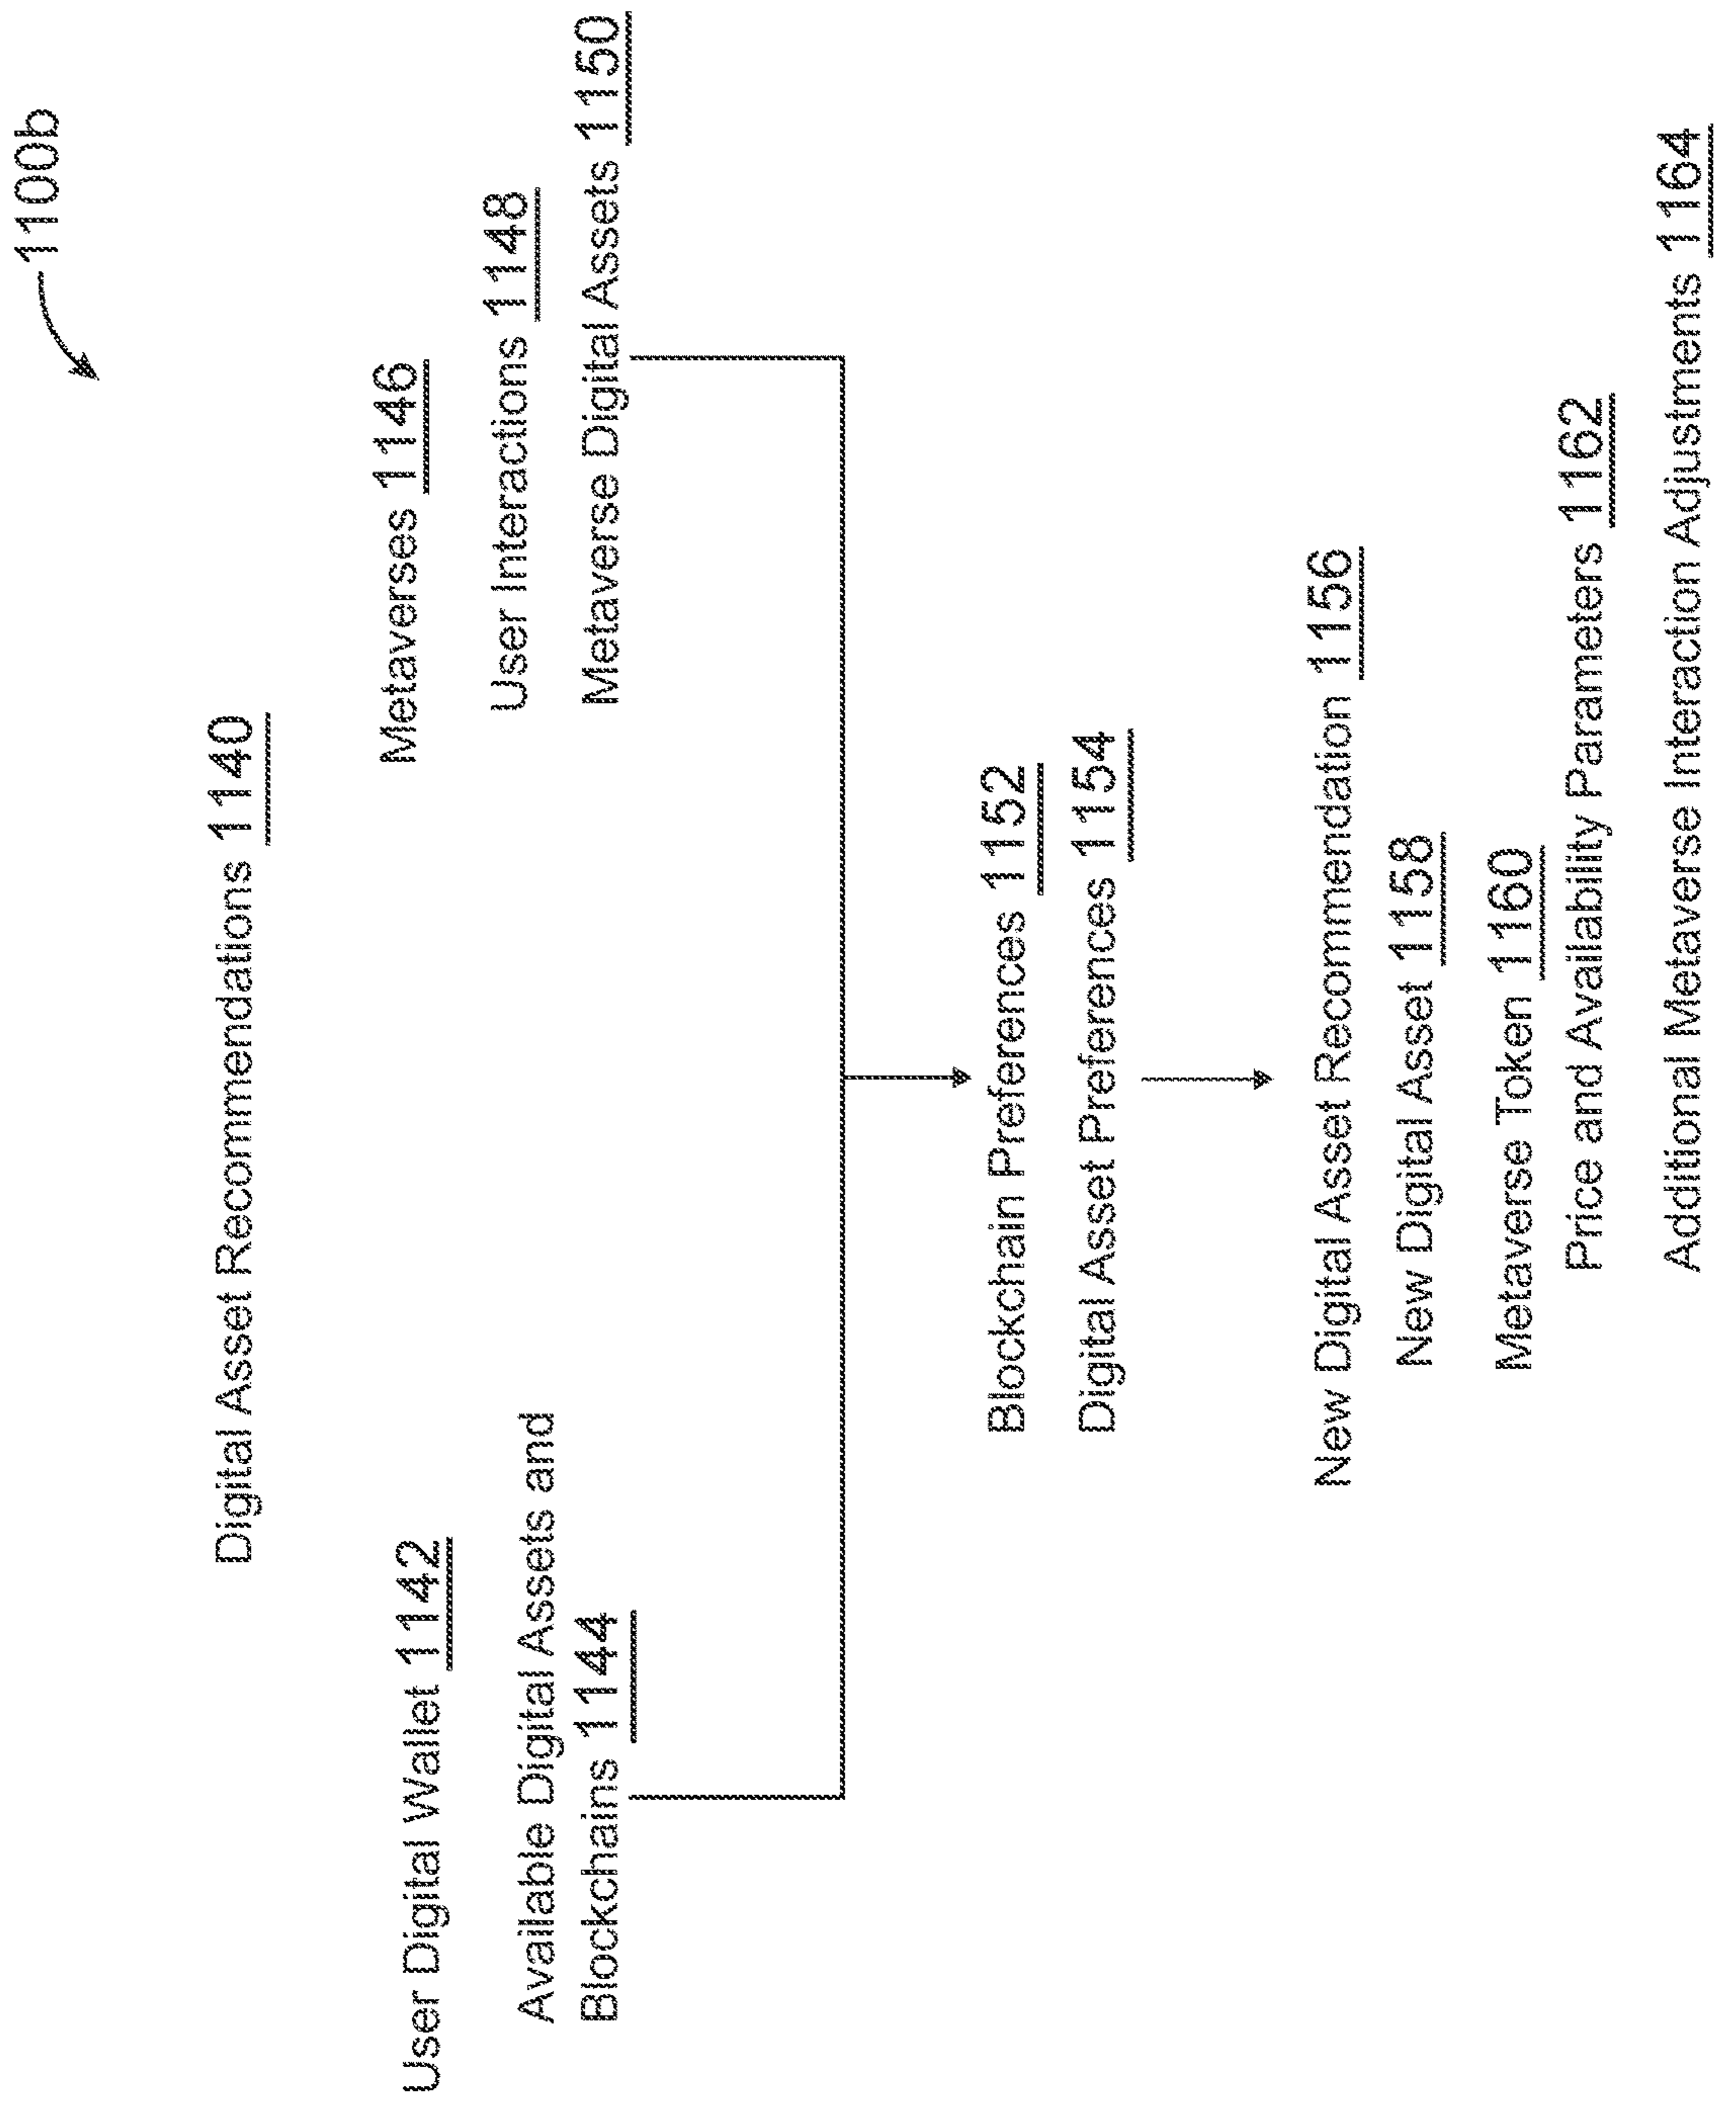 1100b
Digital Asset Recommendations 1140
User Digital Wallet 1142
Available Digital Assets and
Blockchains 1144
Metaverses 1146
User Interactions 1148
Metaverse Digital Assets 1150
Blockchain Preferences 1152
Digital Asset Preferences 1154
New Digital Asset Recommendation 1156
New Digital Asset 1158
Metaverse Token 1160
Price and Availability Parameters 1162
Additional Metaverse Interaction Adjustments 1164